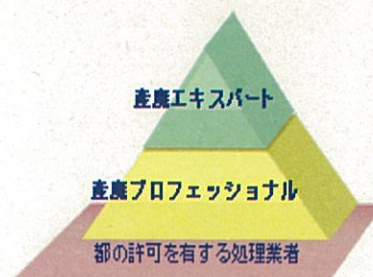 産廃エキスパート
産廃プロフェッショナル
都の許可を有する処理業者